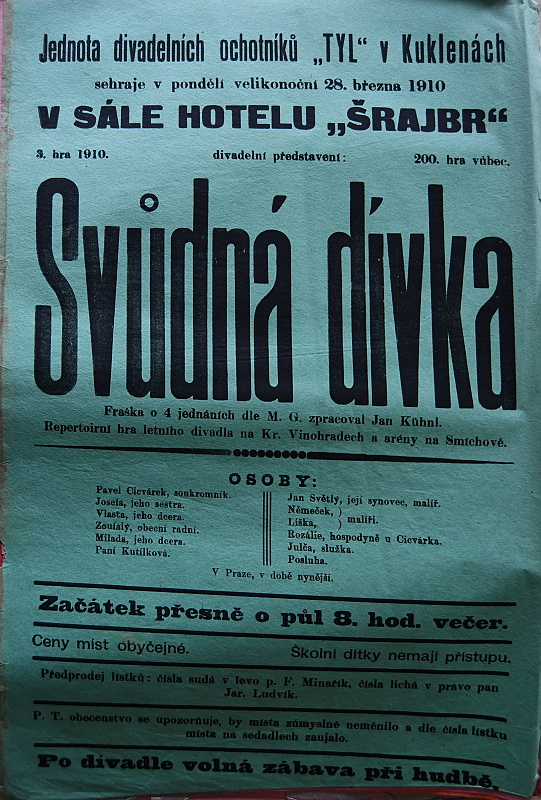 Jednota divadelních ochotníků „TYL“ v Kuklenách
sehraje v pondělí velikonoční 28. března 1910
V SÁLE HOTELU „ŠRAJBR“
3. hra 1910. divadelní představení: 200. hra vůbec.
Svůdná dívka
Fraška o 4 jednáních dle M. G. zpracoval Jan Kühnl.
Repertoirní hra letního divadla na Kr. Vinohradech a arény na Smíchově.
OSOBY:
Pavel Cicvárek, soukromník.
Josefa, jeho sestra.
Vlasta, jeho dcera.
Zoufalý, obecní radní.
Milada, jeho dcera.
Paní Kutílková.
Jan Světlý, její synovec, malíř.
Němeček, )
Liška, ) malíři.
Rozálie, hospodyně u Cicvárka.
Julča, služka.
Posluha.
V Praze, v době nynější.
Začátek přesně o půl 8. hod. večer.
Ceny míst obyčejné. Školní dítky nemají přístupu.
Předprodej lístků: čísla sudá v levo p. F. Minařík, čísla lichá v pravo pan
Jar. Ludvík.
P. T. obecenstvo se upozorňuje, by místa zúmyslně neměnilo a dle čísla lístku
místa na sedadlech zaujalo.
Po divadle volná zábava při hudbě.